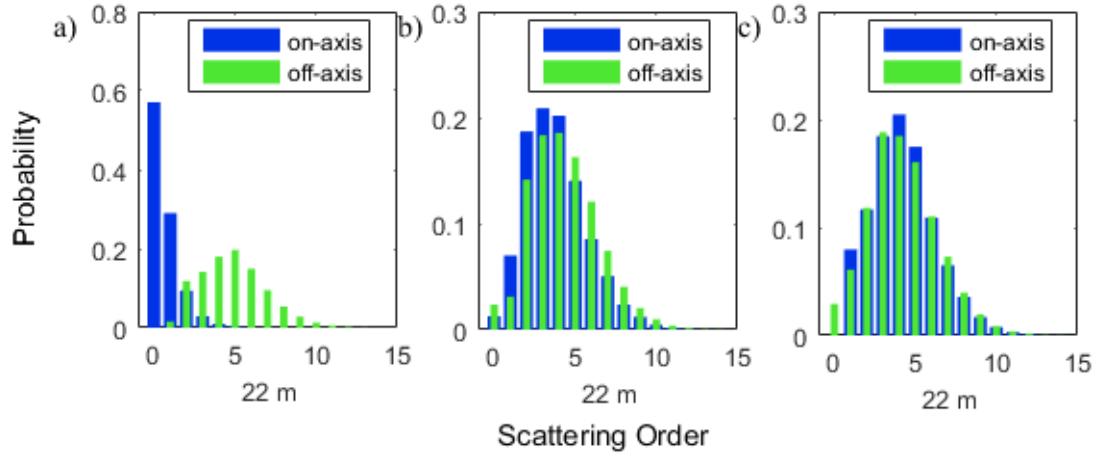 a)
0.8
0.6
0.4
0.2
0
on-axis
off-axis
0
5
10
15
22 m
b)
0.3
0.2
0.1
0
on-axis
off-axis
0
5
10
15
22 m
c)
0.3
0.2
0.1
0
on-axis
off-axis
0
5
10
15
22 m
Probability
Scattering Order